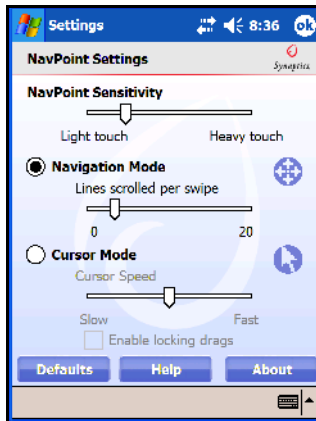 Settings 8:36 ok
NavPoint Settings Synaptics
NavPoint Sensitivity
Light touch Heavy touch
Navigation Mode
Lines scrolled per swipe
0 20
Cursor Mode
Cursor Speed
Slow Fast
Enable locking drags
Defaults Help About